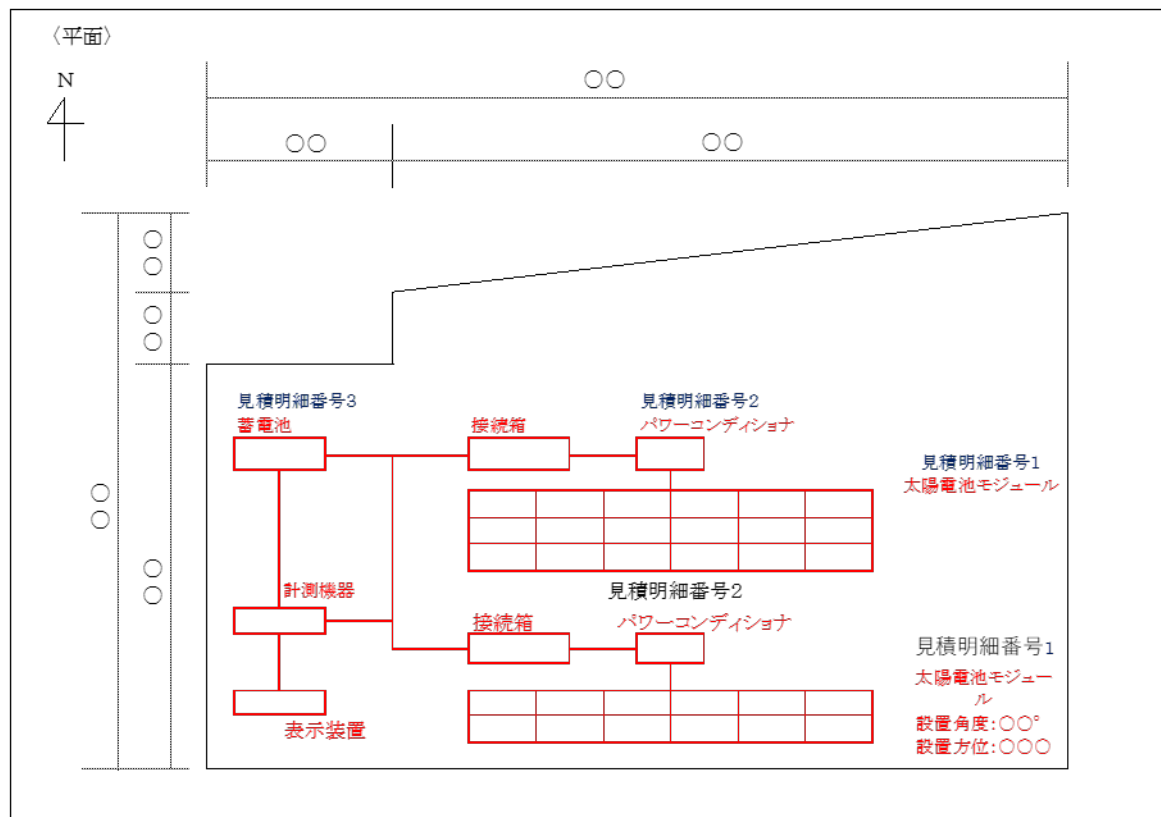 〈平面〉
N
○○
○○
○○
○○
○○
○○
○○
見積明細番号3
蓄電池
接続箱
見積明細番号2
パワーコンディショナ
見積明細番号1
太陽電池モジュール
計測機器
見積明細番号2
接続箱
パワーコンディショナ
見積明細番号1
太陽電池モジュー
ル
設置角度:○○°
設置方位:○○○
表示装置